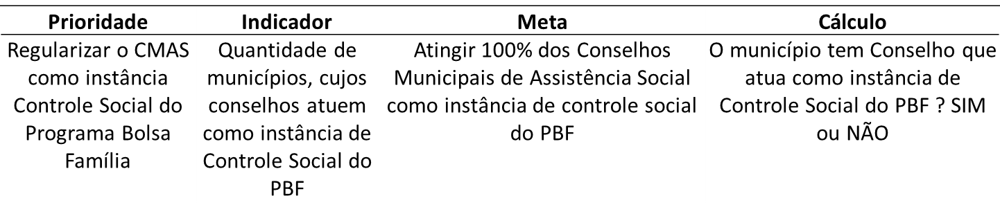 Prioridade
Indicador
Meta
Cálculo
Regularizar o CMAS
como instância
Controle Social do
Programa Bolsa
Família
Quantidade de
municípios, cujos
conselhos atuem
como instância de
Controle Social do
PBF
Atingir 100% dos Conselhos
Municipais de Assistência Social
como instância de controle social
do PBF
O município tem Conselho que
atua como instância de
Controle Social do PBF ? SIM
ou NÃO